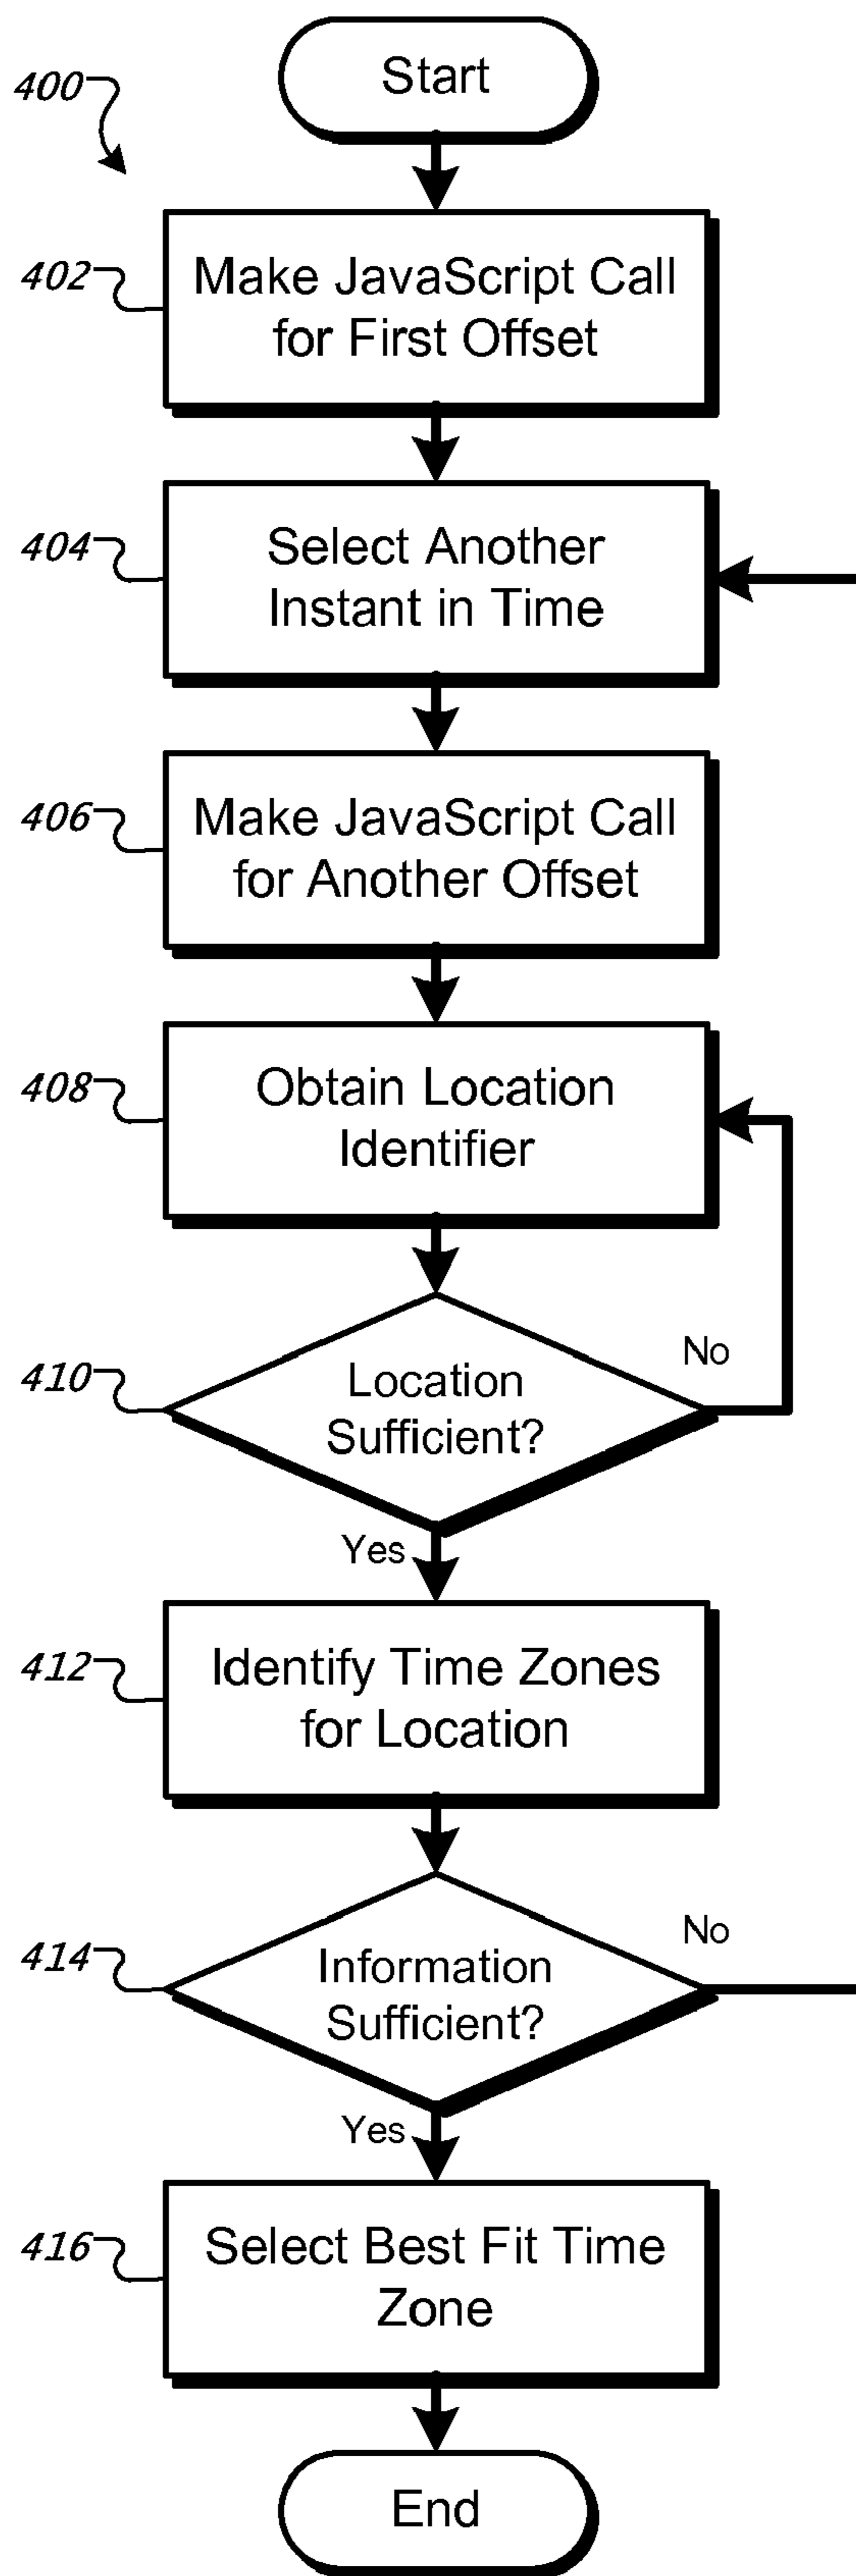 Start
400
402
Make JavaScript Call
for First Offset
404
Select Another
Instant in Time
406
Make JavaScript Call
for Another Offset
408
Obtain Location
Identifier
410
Location
Sufficient?
No
Yes
412
Identify Time Zones
for Location
414
Information
Sufficient?
No
Yes
416
Select Best Fit Time
Zone
End